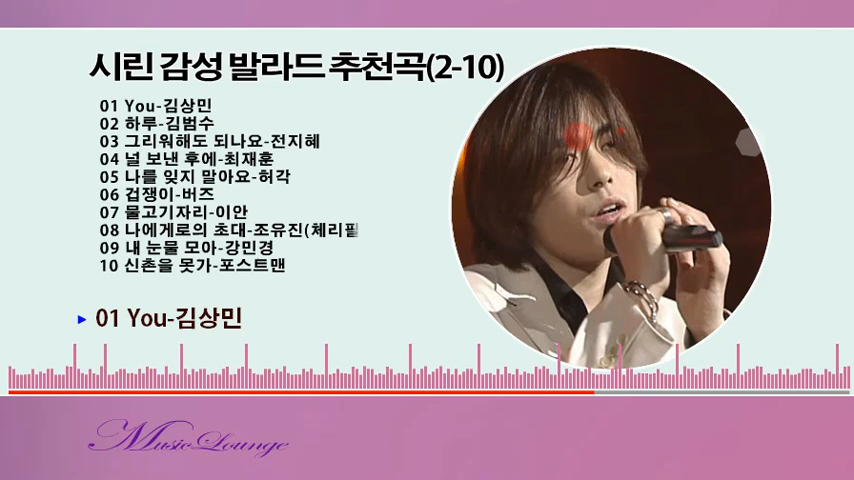 시린 감성 발라드 추천곡(2-10)
01 You-김상민
02 하루-김범수
03 그리워해도 되나요-전지혜
04 널 보낸 후에-최재훈
05 나를 잊지 말아요-허각
06 겁쟁이-버즈
07 물고기자리-이안
08 나에게로의 초대-조유진(체리필
09 내 눈물 모아-강민경
10 신촌을 못가-포스트맨
▶ 01 You-김상민
MusicLounge